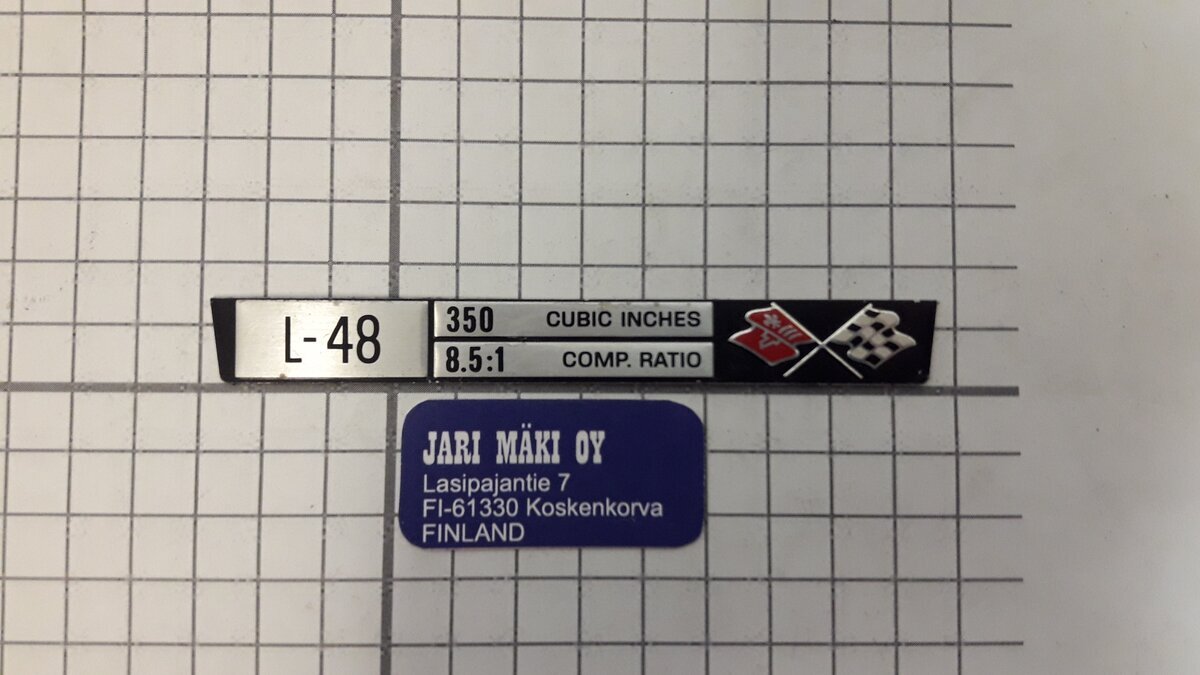 L-48
350 CUBIC INCHES
8.5:1 COMP. RATIO
JARI MÄKI OY
Lasipajantie 7
FI-61330 Koskenkorva
FINLAND